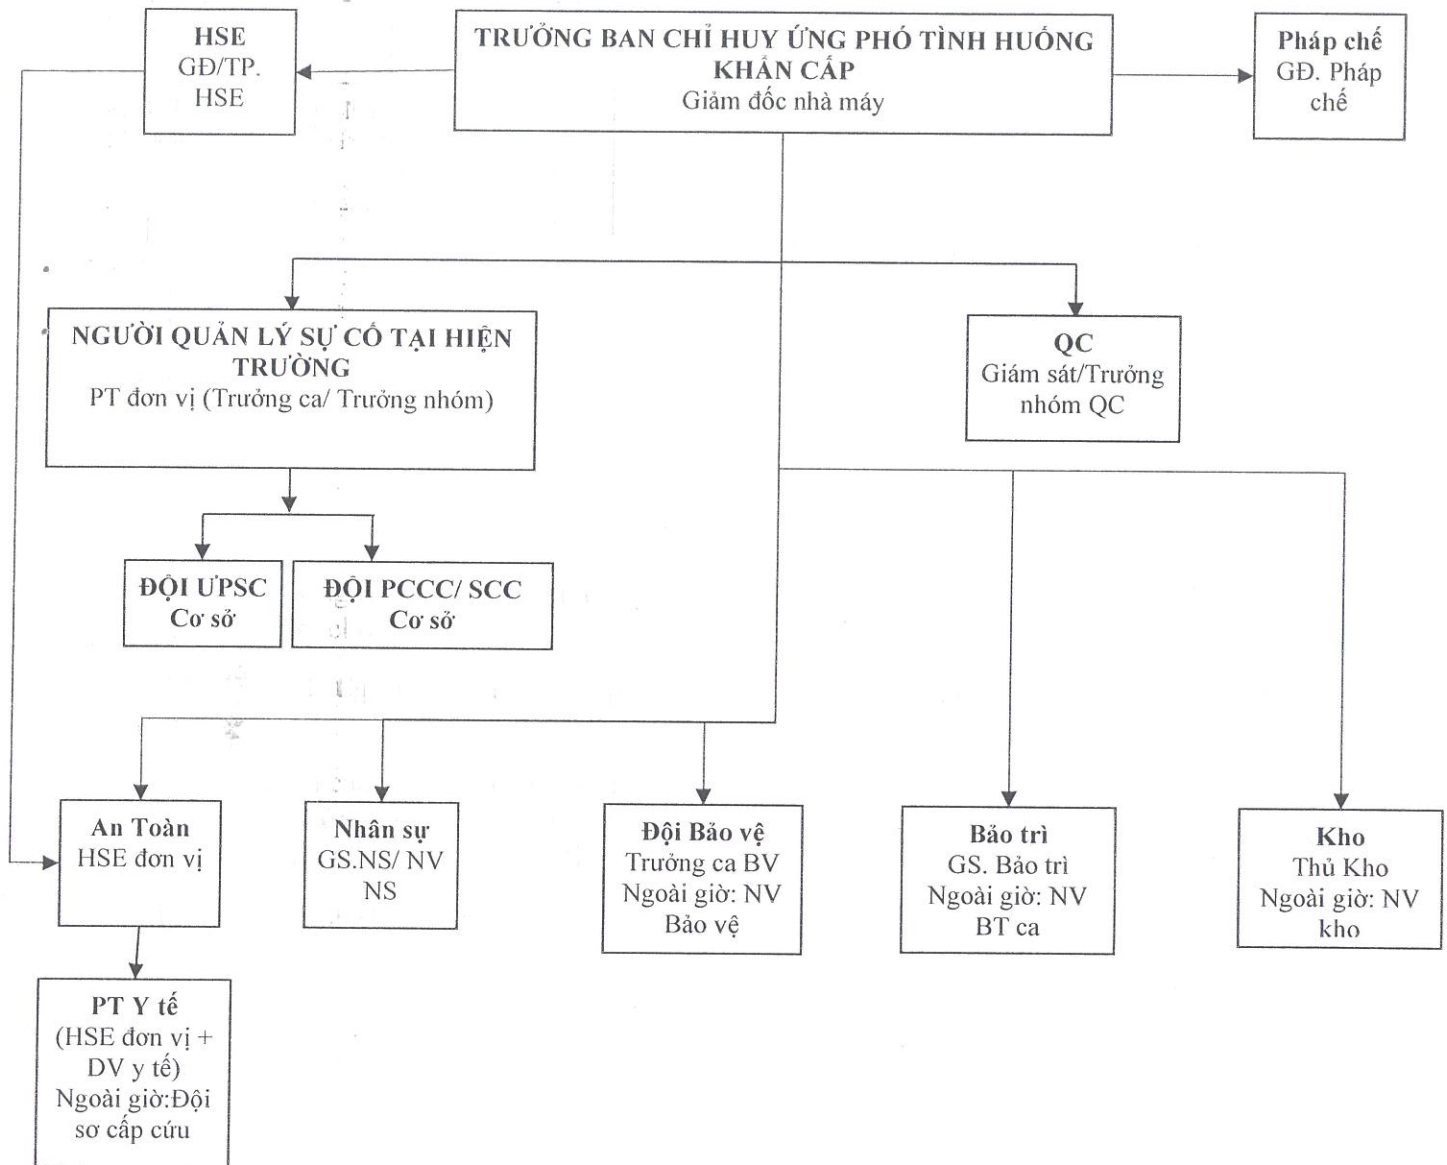 HSE
GĐ/TP.
HSE
TRƯỞNG BAN CHỈ HUY ỨNG PHÓ TÌNH HUỐNG
KHẨN CẤP
Giảm đốc nhà máy
Pháp chế
GĐ. Pháp
chế
NGƯỜI QUẢN LÝ SỰ CỐ TẠI HIỆN
TRƯỜNG
PT đơn vị (Trưởng ca/ Trưởng nhóm)
QC
Giám sát/Trưởng
nhóm QC
ĐỘI ƯPSC
Cơ sở
ĐỘI PCCC/ SCC
Cơ sở
An Toàn
HSE đơn vị
Nhân sự
GS.NS/ NV
NS
Đội Bảo vệ
Trưởng ca BV
Ngoài giờ: NV
Bảo vệ
Bảo trì
GS. Bảo trì
Ngoài giờ: NV
BT ca
Kho
Thủ Kho
Ngoài giờ: NV
kho
PT Y tế
(HSE đơn vị +
DV y tế)
Ngoài giờ:Đội
sơ cấp cứu